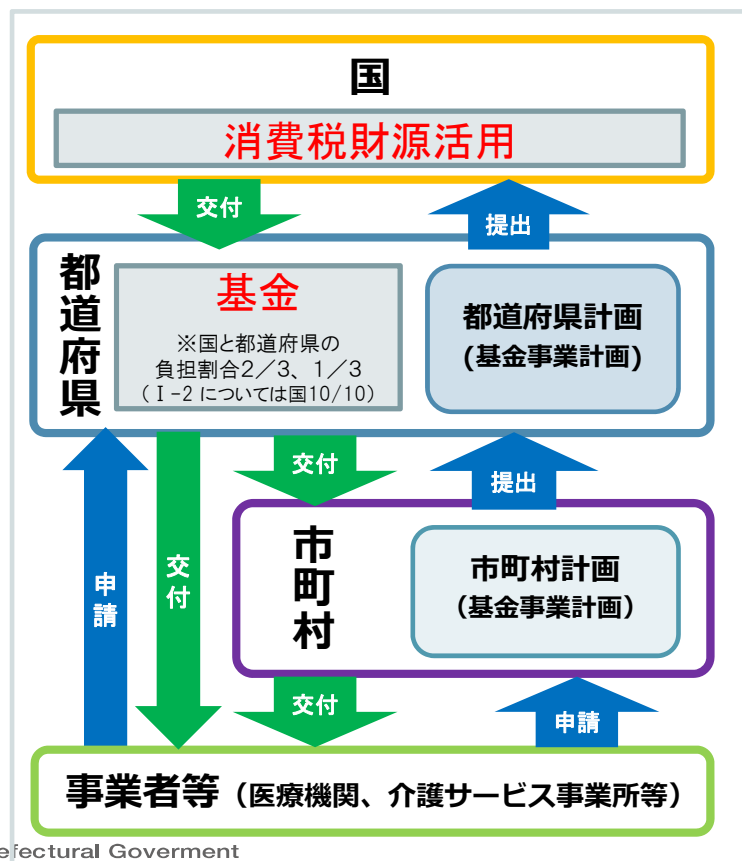 国
消費税財源活用
交付
提出
都道府県
基金
※国と都道府県の
負担割合2／3、1／3
(Ⅰ-2 については国10/10)
都道府県計画
(基金事業計画)
交付
提出
申請
交付
市町村
市町村計画
(基金事業計画)
交付
申請
事業者等（医療機関、介護サービス事業所等）
efectural Goverment